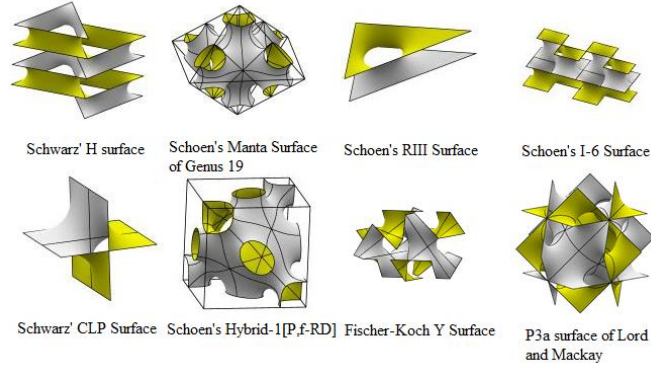 Schwarz' H surface
Schoen's Manta Surface
of Genus 19
Schoen's RIII Surface
Schoen's I-6 Surface
Schwarz' CLP Surface
Schoen's Hybrid-1[P,f-RD]
Fischer-Koch Y Surface
P3a surface of Lord
and Mackay